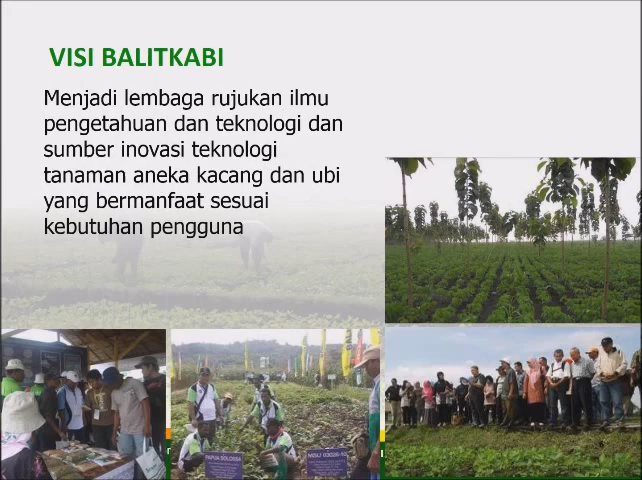 VISI BALITKABI
Menjadi lembaga rujukan ilmu
pengetahuan dan teknologi dan
sumber inovasi teknologi
tanaman aneka kacang dan ubi
yang bermanfaat sesuai
kebutuhan pengguna
PAPUA SOLOSSA